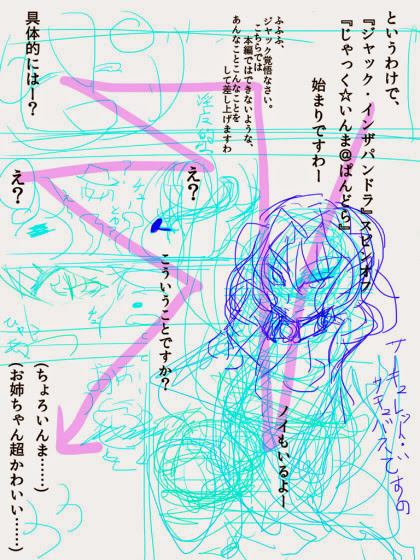 というわけで、
『ジャック・インザパンドラ』スピンオフ
『じゃっく☆いんま@ぱんどら』
始まりですわー
ふふふ、
ジャック覚悟なさい。
こちらでは
本編ではできないような、
あんなことこんなことを
して差し上げますわ
具体的にはー？
ノイもいるよー
サキュバスですの
え？
え？
こういうことですか？
ひゃあ
(ちょろいんま……)
(お姉ちゃん超かわいい……)